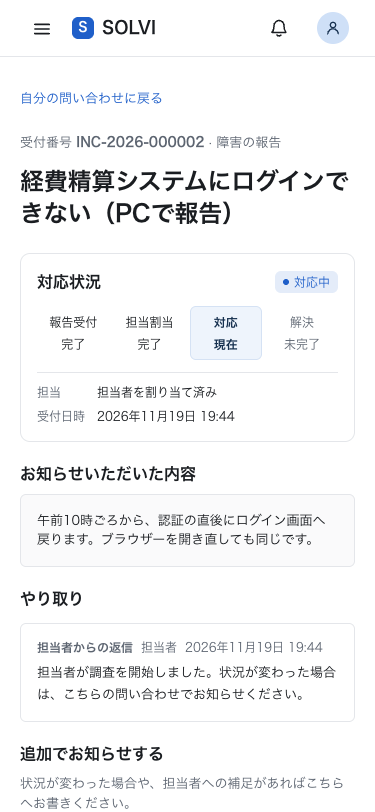 S SOLVI
自分の問い合わせに戻る
受付番号 INC-2026-000002 · 障害の報告
経費精算システムにログインで
きない（PCで報告）
対応状況 対応中
報告受付 担当割当 対応 解決
完了 完了 現在 未完了
担当 担当者を割り当て済み
受付日時 2026年11月19日 19:44
お知らせいただいた内容
午前10時ごろから、認証の直後にログイン画面へ
戻ります。ブラウザーを開き直しても同じです。
やり取り
担当者からの返信 担当者 2026年11月19日 19:44
担当者が調査を開始しました。状況が変わった場合
は、こちらの問い合わせでお知らせください。
追加でお知らせする
状況が変わった場合や、担当者への補足があればこちら
へお書きください。